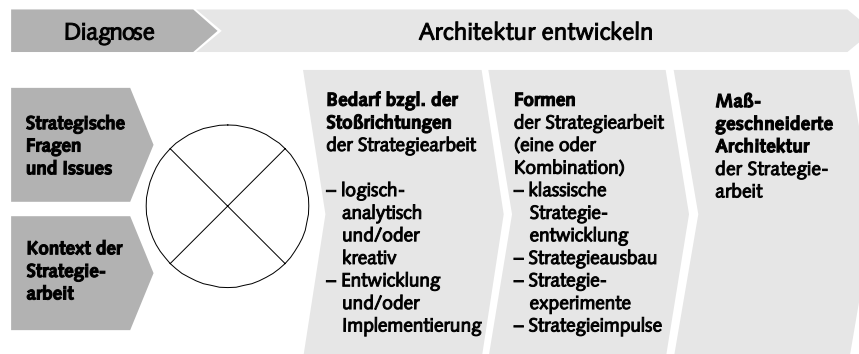 Diagnose
Architektur entwickeln
Strategische
Fragen
und Issues
Kontext der
Strategie-
arbeit
Bedarf bzgl. der
Stoßrichtungen
der Strategiearbeit
– logisch-
analytisch
und/oder
kreativ
– Entwicklung
und/oder
Implementierung
Formen
der Strategiearbeit
(eine oder
Kombination)
– klassische
Strategie-
entwicklung
– Strategieausbau
– Strategie-
experimente
– Strategieimpulse
Maß-
geschneiderte
Architektur
der Strategie-
arbeit